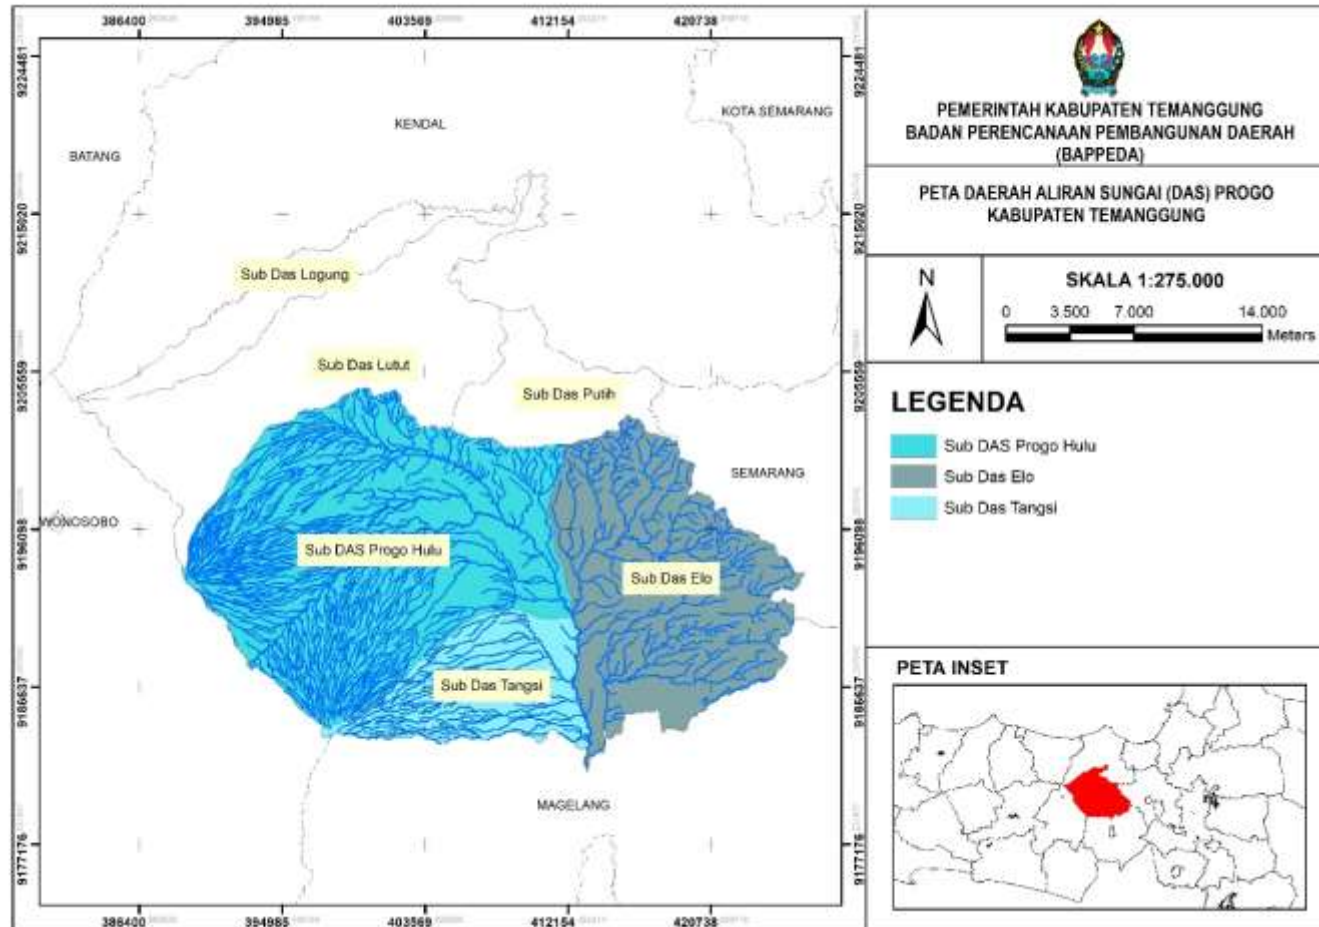 386400 394985 403569 412154 420738
9224481
9215020
9205559
9196098
9186637
9177176
KENDAL
KOTA SEMARANG
BATANG
Sub Das Logung
Sub Das Lutut
Sub Das Putih
SEMARANG
WONOSOBO
Sub DAS Progo Hulu
Sub Das Elo
Sub Das Tangsi
MAGELANG
9224481
9215020
9205559
9196098
9186637
9177176
386400 394985 403569 412154 420738
PEMERINTAH KABUPATEN TEMANGGUNG
BADAN PERENCANAAN PEMBANGUNAN DAERAH
(BAPPEDA)
PETA DAERAH ALIRAN SUNGAI (DAS) PROGO
KABUPATEN TEMANGGUNG
N
SKALA 1:275.000
0 3.500 7.000 14.000
Meters
LEGENDA
Sub DAS Progo Hulu
Sub Das Elo
Sub Das Tangsi
PETA INSET